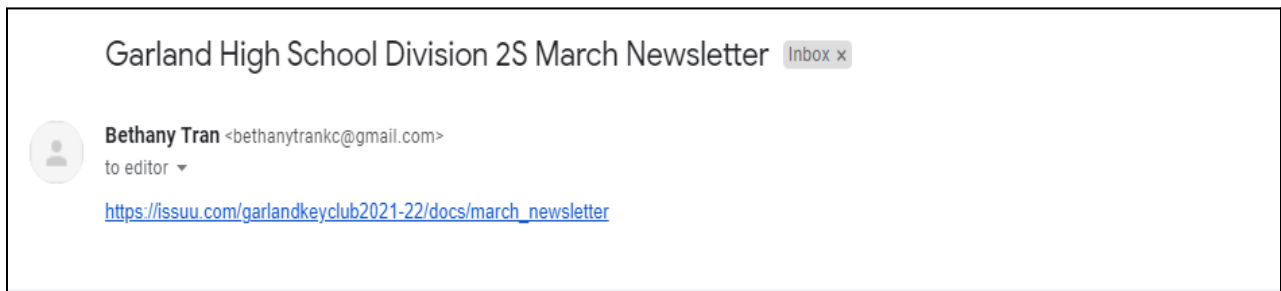 Garland High School Division 2S March Newsletter Inbox x
Bethany Tran <bethanytrankc@gmail.com>
to editor
https://issuu.com/garlandkeyclub2021-22/docs/march_newsletter